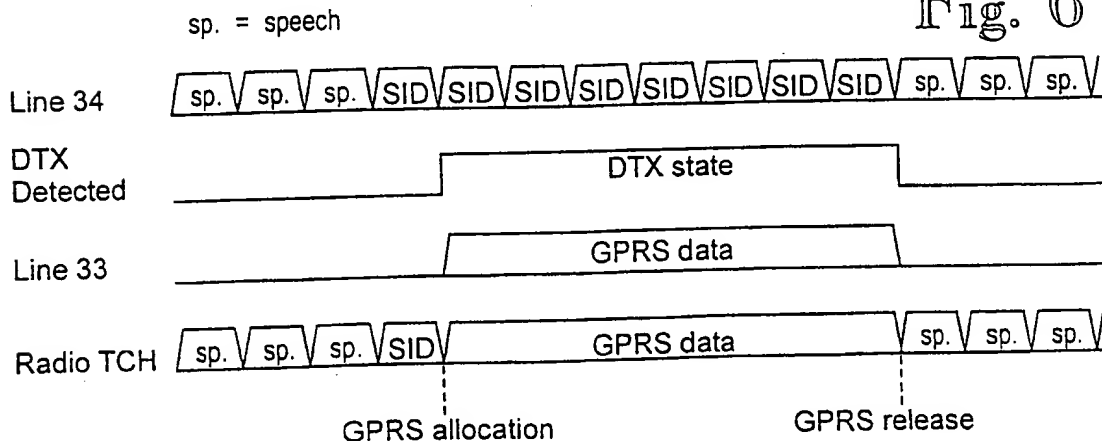 Fig. 6
sp. = speech
Line 34 sp. sp. sp. SID SID SID SID SID SID SID SID sp. sp. sp.
DTX
Detected
DTX state
Line 33 GPRS data
Radio TCH sp. sp. sp. SID GPRS data sp. sp. sp.
GPRS allocation GPRS release